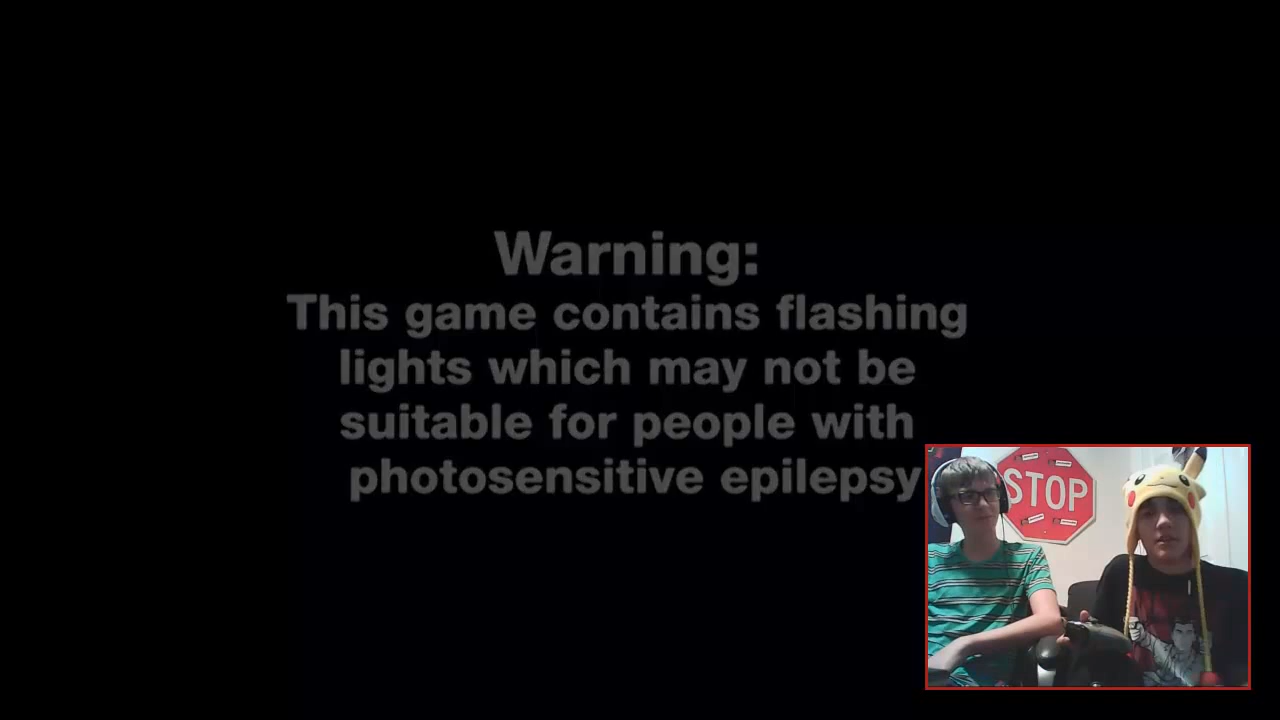 Warning:
This game contains flashing
lights which may not be
suitable for people with
photosensitive epilepsy
STOP